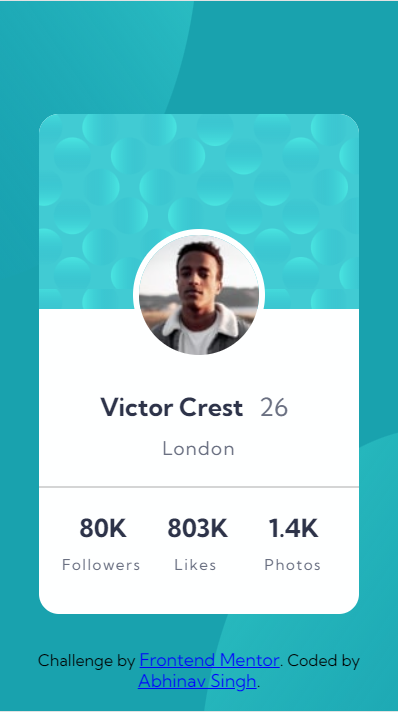 Victor Crest 26
London
80K 803K 1.4K
Followers Likes Photos
Challenge by Frontend Mentor. Coded by
Abhinav Singh.